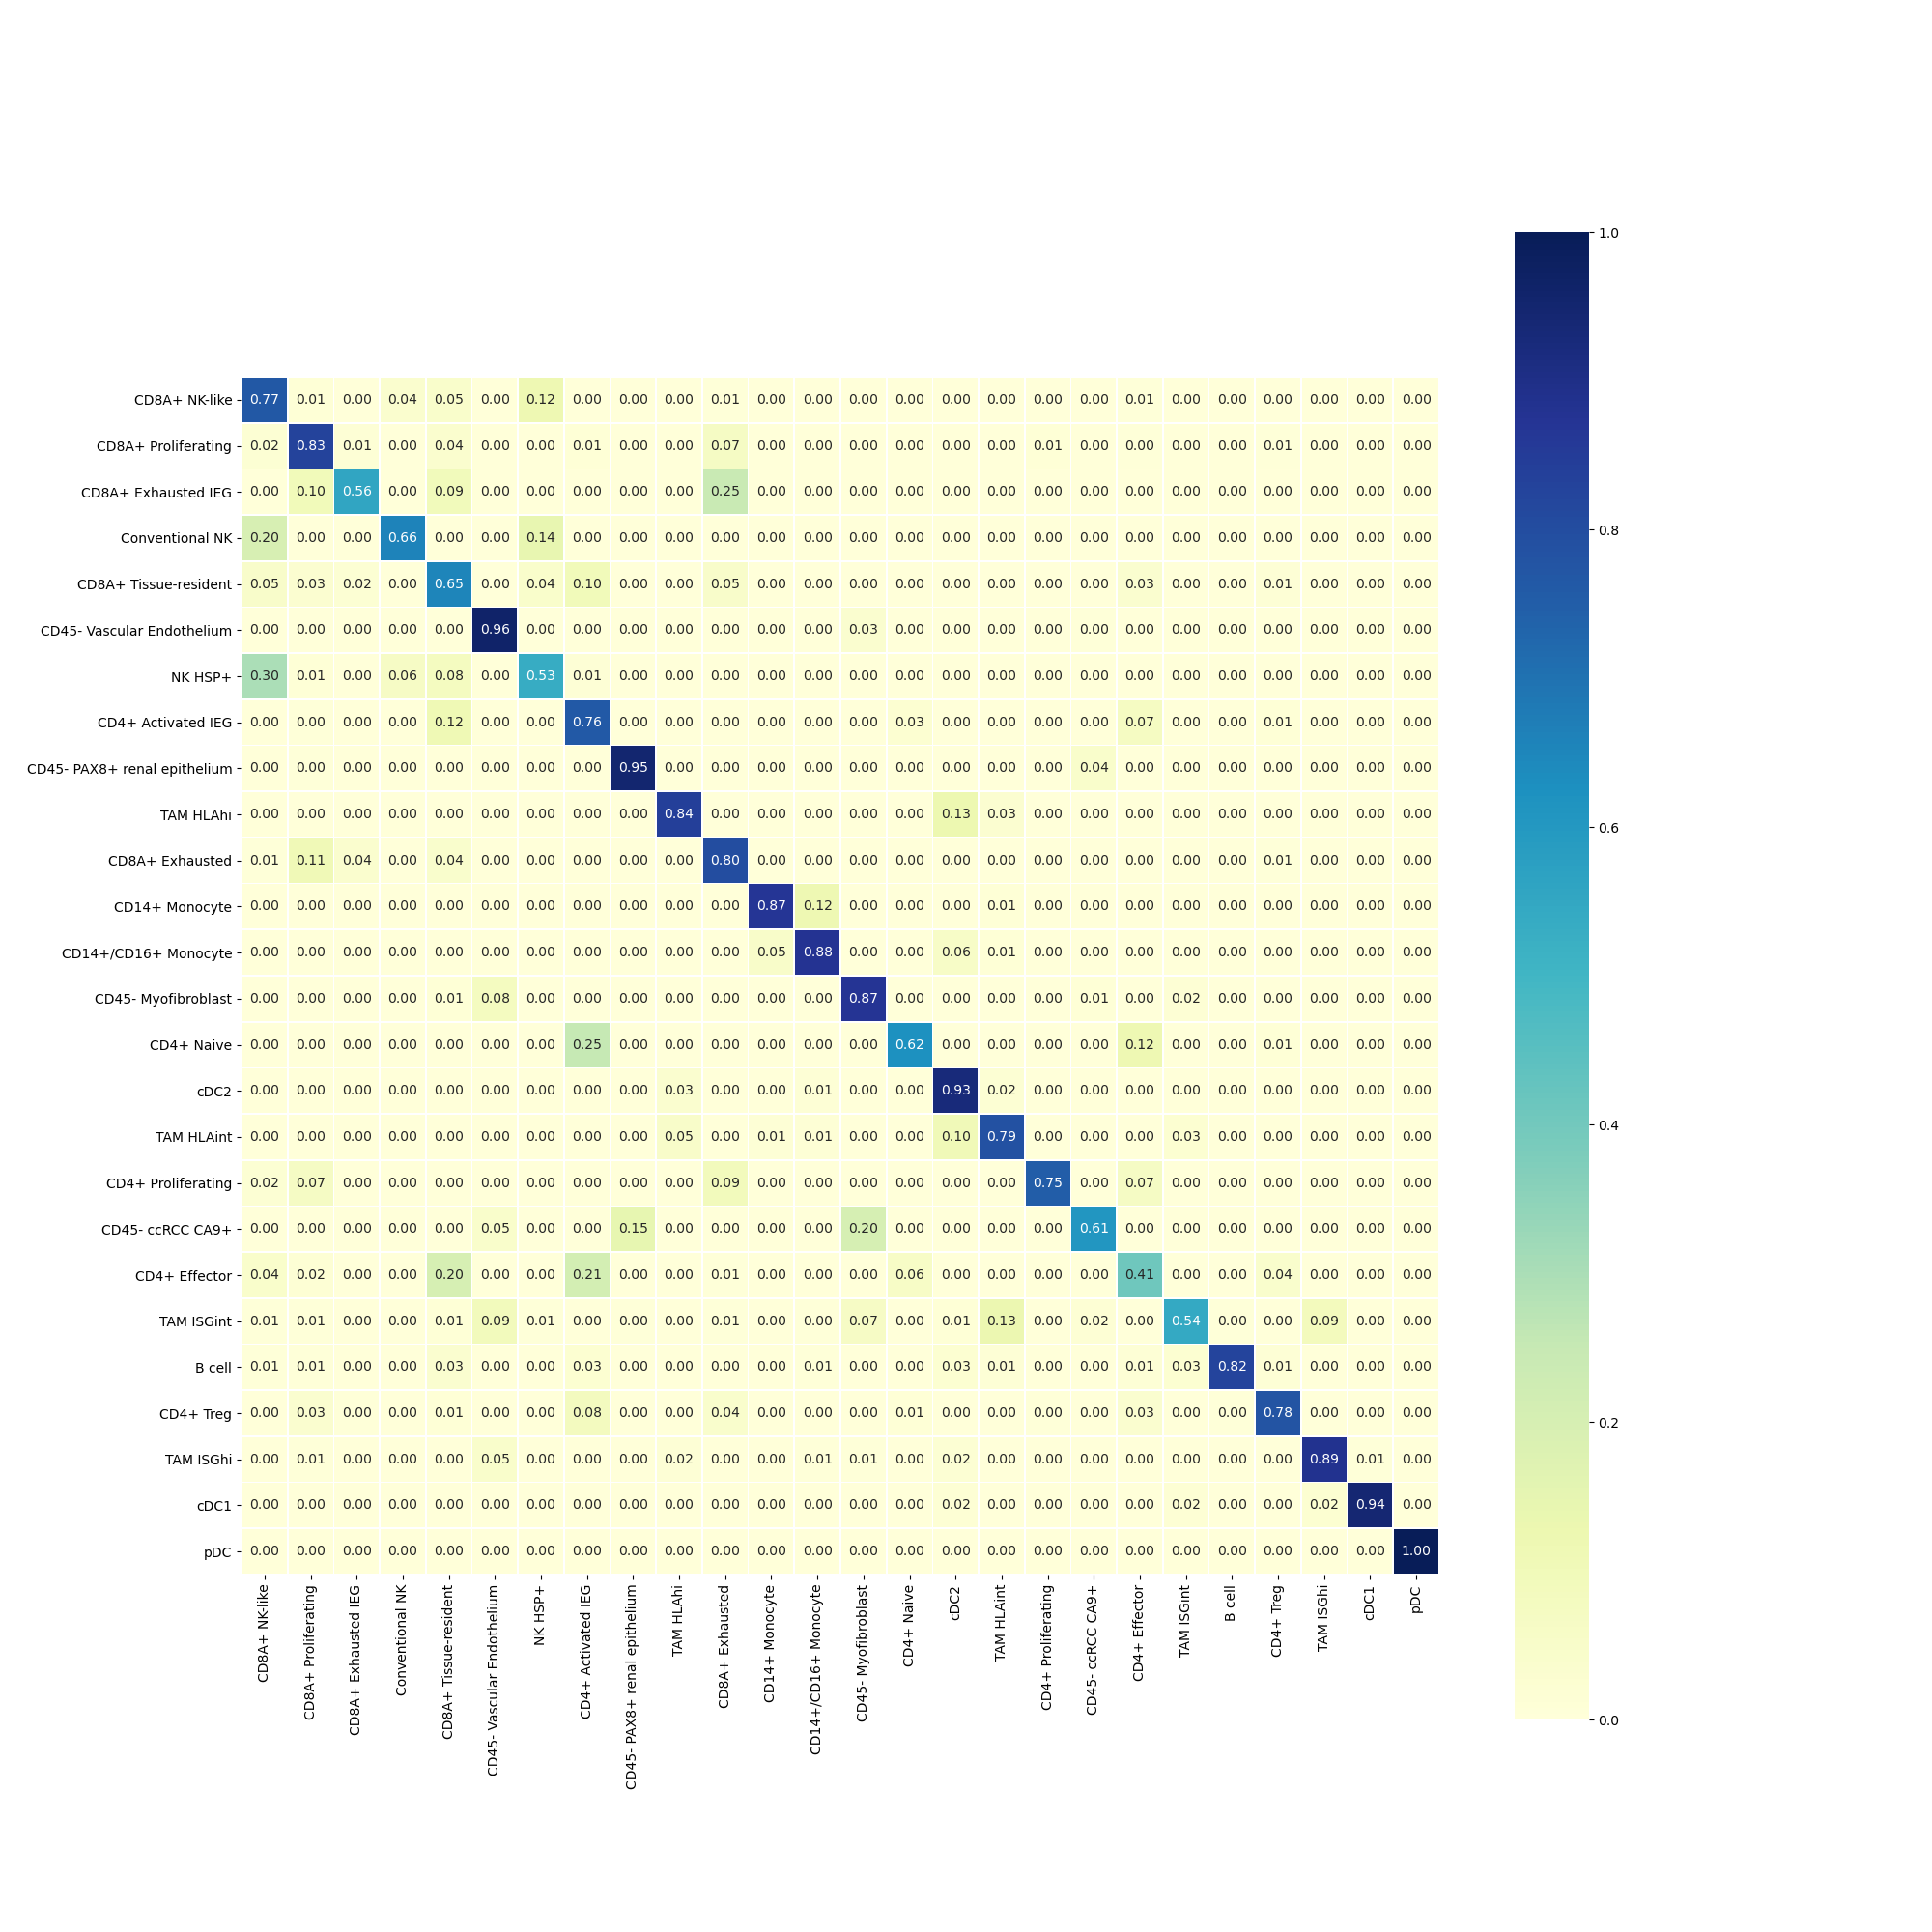 1.0
CD8A+ NK-like 0.77 0.01 0.00 0.04 0.05 0.00 0.12 0.00 0.00 0.00 0.01 0.00 0.00 0.00 0.00 0.00 0.00 0.00 0.00 0.01 0.00 0.00 0.00 0.00 0.00 0.00
CD8A+ Proliferating 0.02 0.83 0.01 0.00 0.04 0.00 0.00 0.01 0.00 0.00 0.07 0.00 0.00 0.00 0.00 0.00 0.00 0.01 0.00 0.00 0.00 0.00 0.01 0.00 0.00 0.00
CD8A+ Exhausted IEG 0.00 0.10 0.56 0.00 0.09 0.00 0.00 0.00 0.00 0.00 0.25 0.00 0.00 0.00 0.00 0.00 0.00 0.00 0.00 0.00 0.00 0.00 0.00 0.00 0.00 0.00
0.8
Conventional NK 0.20 0.00 0.00 0.66 0.00 0.00 0.14 0.00 0.00 0.00 0.00 0.00 0.00 0.00 0.00 0.00 0.00 0.00 0.00 0.00 0.00 0.00 0.00 0.00 0.00 0.00
CD8A+ Tissue-resident 0.05 0.03 0.02 0.00 0.65 0.00 0.04 0.10 0.00 0.00 0.05 0.00 0.00 0.00 0.00 0.00 0.00 0.00 0.00 0.03 0.00 0.00 0.01 0.00 0.00 0.00
CD45- Vascular Endothelium 0.00 0.00 0.00 0.00 0.00 0.96 0.00 0.00 0.00 0.00 0.00 0.00 0.00 0.03 0.00 0.00 0.00 0.00 0.00 0.00 0.00 0.00 0.00 0.00 0.00 0.00
NK HSP+ 0.30 0.01 0.00 0.06 0.08 0.00 0.53 0.01 0.00 0.00 0.00 0.00 0.00 0.00 0.00 0.00 0.00 0.00 0.00 0.00 0.00 0.00 0.00 0.00 0.00 0.00
CD4+ Activated IEG 0.00 0.00 0.00 0.00 0.12 0.00 0.00 0.76 0.00 0.00 0.00 0.00 0.00 0.00 0.03 0.00 0.00 0.00 0.00 0.07 0.00 0.00 0.01 0.00 0.00 0.00
CD45- PAX8+ renal epithelium 0.00 0.00 0.00 0.00 0.00 0.00 0.00 0.00 0.95 0.00 0.00 0.00 0.00 0.00 0.00 0.00 0.00 0.00 0.04 0.00 0.00 0.00 0.00 0.00 0.00 0.00
TAM HLAhi 0.00 0.00 0.00 0.00 0.00 0.00 0.00 0.00 0.00 0.84 0.00 0.00 0.00 0.00 0.00 0.13 0.03 0.00 0.00 0.00 0.00 0.00 0.00 0.00 0.00 0.00
0.6
CD8A+ Exhausted 0.01 0.11 0.04 0.00 0.04 0.00 0.00 0.00 0.00 0.00 0.80 0.00 0.00 0.00 0.00 0.00 0.00 0.00 0.00 0.00 0.00 0.00 0.01 0.00 0.00 0.00
CD14+ Monocyte 0.00 0.00 0.00 0.00 0.00 0.00 0.00 0.00 0.00 0.00 0.00 0.87 0.12 0.00 0.00 0.00 0.01 0.00 0.00 0.00 0.00 0.00 0.00 0.00 0.00 0.00
CD14+/CD16+ Monocyte 0.00 0.00 0.00 0.00 0.00 0.00 0.00 0.00 0.00 0.00 0.00 0.05 0.88 0.00 0.00 0.06 0.01 0.00 0.00 0.00 0.00 0.00 0.00 0.00 0.00 0.00
CD45- Myofibroblast 0.00 0.00 0.00 0.00 0.01 0.08 0.00 0.00 0.00 0.00 0.00 0.00 0.00 0.87 0.00 0.00 0.00 0.00 0.01 0.00 0.02 0.00 0.00 0.00 0.00 0.00
CD4+ Naive 0.00 0.00 0.00 0.00 0.00 0.00 0.00 0.25 0.00 0.00 0.00 0.00 0.00 0.00 0.62 0.00 0.00 0.00 0.00 0.12 0.00 0.00 0.01 0.00 0.00 0.00
cDC2 0.00 0.00 0.00 0.00 0.00 0.00 0.00 0.00 0.00 0.03 0.00 0.00 0.01 0.00 0.00 0.93 0.02 0.00 0.00 0.00 0.00 0.00 0.00 0.00 0.00 0.00
0.4
TAM HLAint 0.00 0.00 0.00 0.00 0.00 0.00 0.00 0.00 0.00 0.05 0.00 0.01 0.01 0.00 0.00 0.10 0.79 0.00 0.00 0.00 0.03 0.00 0.00 0.00 0.00 0.00
CD4+ Proliferating 0.02 0.07 0.00 0.00 0.00 0.00 0.00 0.00 0.00 0.00 0.09 0.00 0.00 0.00 0.00 0.00 0.00 0.75 0.00 0.07 0.00 0.00 0.00 0.00 0.00 0.00
CD45- ccRCC CA9+ 0.00 0.00 0.00 0.00 0.00 0.05 0.00 0.00 0.15 0.00 0.00 0.00 0.00 0.20 0.00 0.00 0.00 0.00 0.61 0.00 0.00 0.00 0.00 0.00 0.00 0.00
CD4+ Effector 0.04 0.02 0.00 0.00 0.20 0.00 0.00 0.21 0.00 0.00 0.01 0.00 0.00 0.00 0.06 0.00 0.00 0.00 0.00 0.41 0.00 0.00 0.04 0.00 0.00 0.00
TAM ISGint 0.01 0.01 0.00 0.00 0.01 0.09 0.01 0.00 0.00 0.00 0.01 0.00 0.00 0.07 0.00 0.01 0.13 0.00 0.02 0.00 0.54 0.00 0.00 0.09 0.00 0.00
B cell 0.01 0.01 0.00 0.00 0.03 0.00 0.00 0.03 0.00 0.00 0.00 0.00 0.01 0.00 0.00 0.03 0.01 0.00 0.00 0.01 0.03 0.82 0.01 0.00 0.00 0.00
CD4+ Treg 0.00 0.03 0.00 0.00 0.01 0.00 0.00 0.08 0.00 0.00 0.04 0.00 0.00 0.00 0.01 0.00 0.00 0.00 0.00 0.03 0.00 0.00 0.78 0.00 0.00 0.00
0.2
TAM ISGhi 0.00 0.01 0.00 0.00 0.00 0.05 0.00 0.00 0.00 0.02 0.00 0.00 0.01 0.01 0.00 0.02 0.00 0.00 0.00 0.00 0.00 0.00 0.00 0.89 0.01 0.00
cDC1 0.00 0.00 0.00 0.00 0.00 0.00 0.00 0.00 0.00 0.00 0.00 0.00 0.00 0.00 0.00 0.02 0.00 0.00 0.00 0.00 0.02 0.00 0.00 0.02 0.94 0.00
pDC 0.00 0.00 0.00 0.00 0.00 0.00 0.00 0.00 0.00 0.00 0.00 0.00 0.00 0.00 0.00 0.00 0.00 0.00 0.00 0.00 0.00 0.00 0.00 0.00 0.00 1.00
0.0
CD8A+ NK-like
CD8A+ Proliferating
CD8A+ Exhausted IEG
Conventional NK
CD8A+ Tissue-resident
CD45- Vascular Endothelium
NK HSP+
CD4+ Activated IEG
CD45- PAX8+ renal epithelium
TAM HLAhi
CD8A+ Exhausted
CD14+ Monocyte
CD14+/CD16+ Monocyte
CD45- Myofibroblast
CD4+ Naive
cDC2
TAM HLAint
CD4+ Proliferating
CD45- ccRCC CA9+
CD4+ Effector
TAM ISGint
B cell
CD4+ Treg
TAM ISGhi
cDC1
pDC